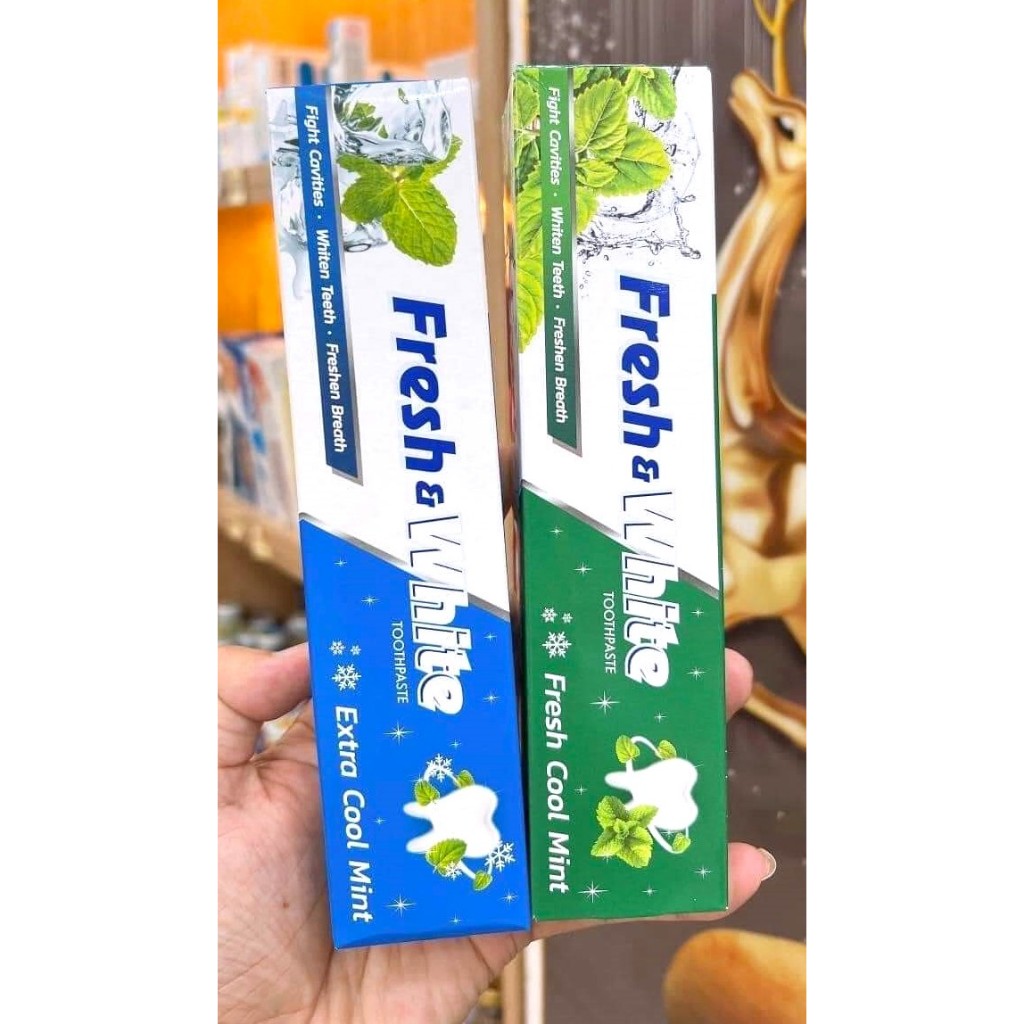 Fight Cavities · Whiten Teeth · Freshen Breath
Fresh & White
TOOTHPASTE
Extra Cool Mint
Fight Cavities · Whiten Teeth · Freshen Breath
Fresh & White
TOOTHPASTE
Fresh Cool Mint